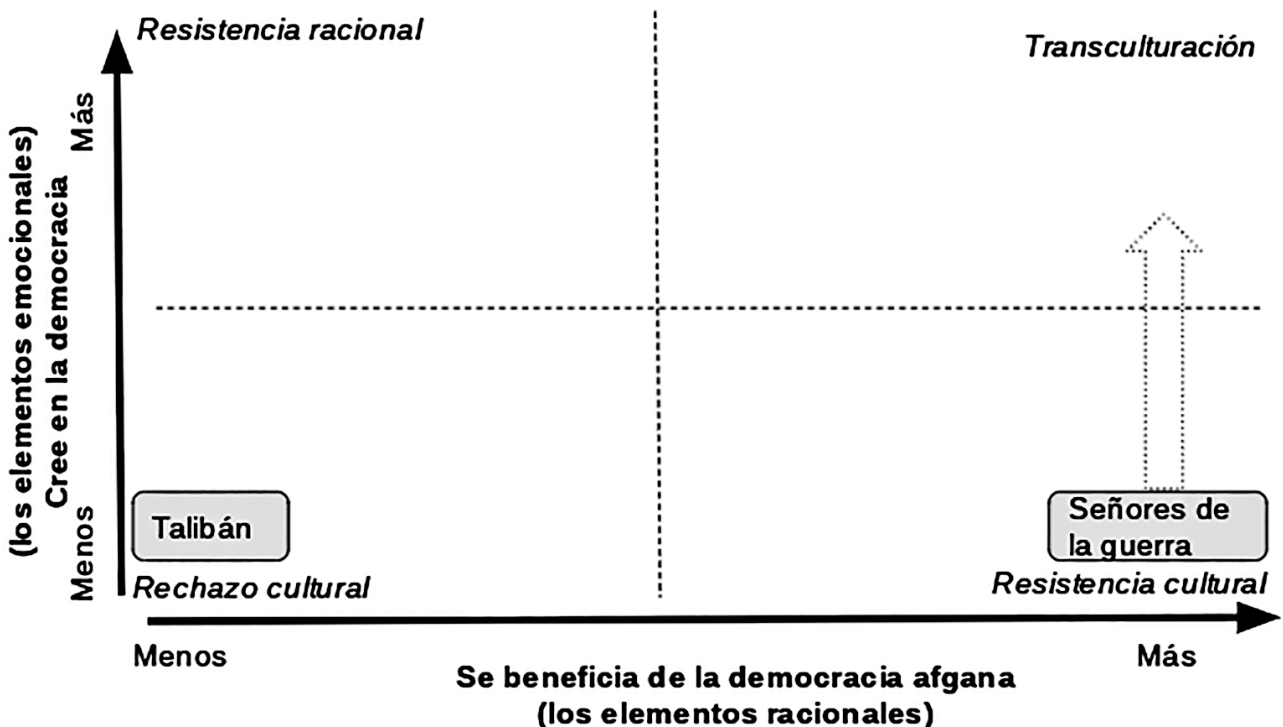 Resistencia racional
Transculturación
(los elementos emocionales)
Cree en la democracia
Más
Menos
Talibán
Señores de
la guerra
Rechazo cultural
Resistencia cultural
Menos
Más
Se beneficia de la democracia afgana
(los elementos racionales)